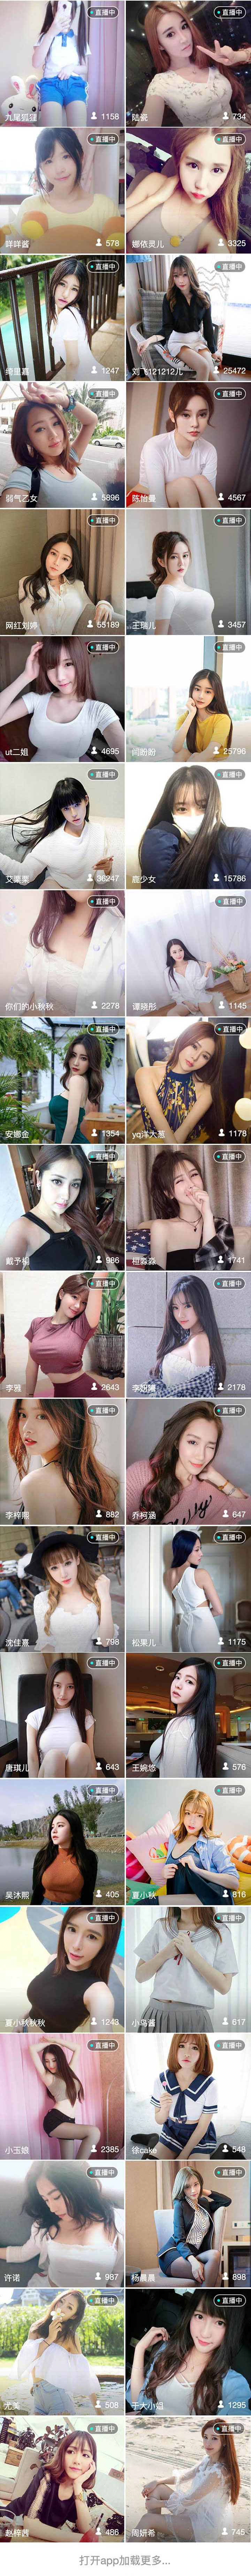 直播中 直播中
九尾狐狸 1158 陆瓷 734
直播中 直播中
咩咩酱 578 娜依灵儿 3325
直播中 直播中
1247 刘飞121212儿 25472
直播中 直播中
弱气乙女 5896 陈怡曼 4567
直播中 直播中
网红刘婷 55189 王瑞儿 3457
直播中 直播中
ut二姐 4695 闫盼盼 25796
直播中 直播中
艾栗栗 36247 鹿少女 15786
直播中 直播中
你们的小秋秋 2278 谭晓彤 1145
直播中 直播中
安娜金 1354 yq洋大葱 1178
直播中 直播中
戴予桐 986 橙淼淼 1741
直播中 直播中
李雅 2643 李妍曦 2178
直播中 直播中
李梓熙 882 乔柯涵 647
直播中 直播中
沈佳熹 798 松果儿 1175
直播中 直播中
唐琪儿 643 王婉悠 576
直播中 直播中
吴沐熙 405 夏小秋 816
直播中 直播中
夏小秋秋秋 1243 小鸟酱 617
直播中 直播中
小玉娘 2385 徐cake 548
直播中 直播中
许诺 987 杨晨晨 898
直播中 直播中
尤美 508 于大小姐 1295
直播中 直播中
赵梓茜 486 周妍希 745
打开app加载更多...